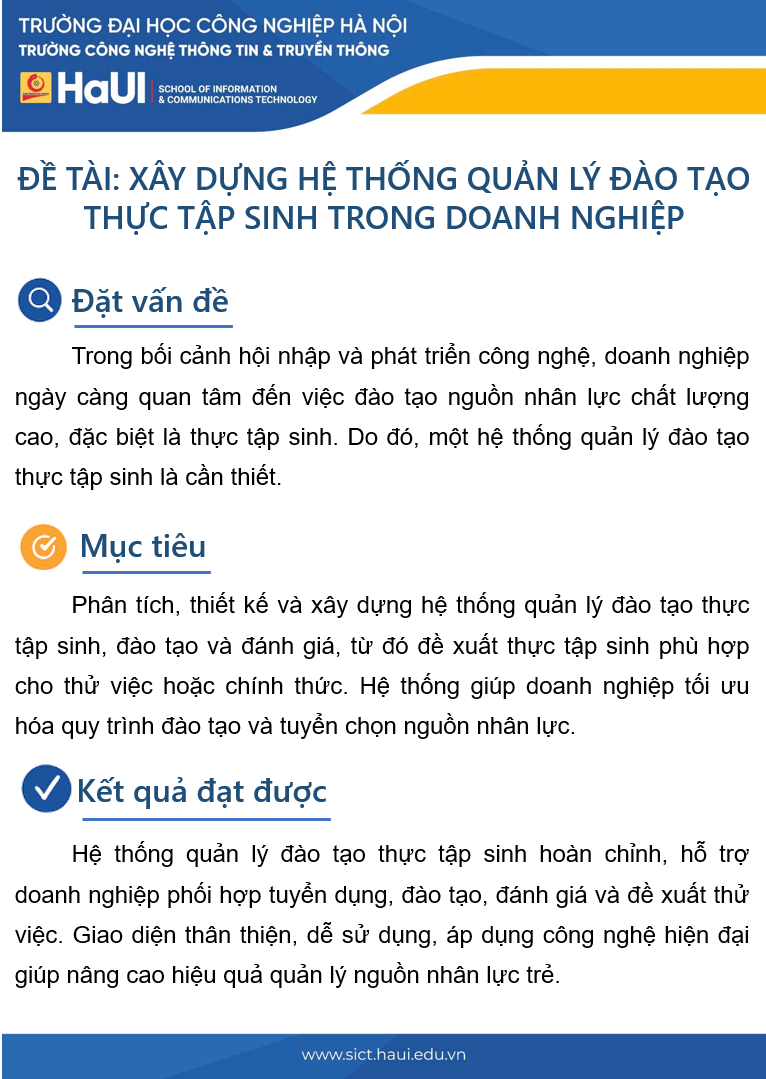 TRƯỜNG ĐẠI HỌC CÔNG NGHIỆP HÀ NỘI
TRƯỜNG CÔNG NGHỆ THÔNG TIN & TRUYỀN THÔNG
HaUI
SCHOOL OF INFORMATION
& COMMUNICATIONS TECHNOLOGY
ĐỀ TÀI: XÂY DỰNG HỆ THỐNG QUẢN LÝ ĐÀO TẠO
THỰC TẬP SINH TRONG DOANH NGHIỆP
Đặt vấn đề
Trong bối cảnh hội nhập và phát triển công nghệ, doanh nghiệp
ngày càng quan tâm đến việc đào tạo nguồn nhân lực chất lượng
cao, đặc biệt là thực tập sinh. Do đó, một hệ thống quản lý đào tạo
thực tập sinh là cần thiết.
Mục tiêu
Phân tích, thiết kế và xây dựng hệ thống quản lý đào tạo thực
tập sinh, đào tạo và đánh giá, từ đó đề xuất thực tập sinh phù hợp
cho thử việc hoặc chính thức. Hệ thống giúp doanh nghiệp tối ưu
hóa quy trình đào tạo và tuyển chọn nguồn nhân lực.
Kết quả đạt được
Hệ thống quản lý đào tạo thực tập sinh hoàn chỉnh, hỗ trợ
doanh nghiệp phối hợp tuyển dụng, đào tạo, đánh giá và đề xuất thử
việc. Giao diện thân thiện, dễ sử dụng, áp dụng công nghệ hiện đại
giúp nâng cao hiệu quả quản lý nguồn nhân lực trẻ.
www.sict.haui.edu.vn